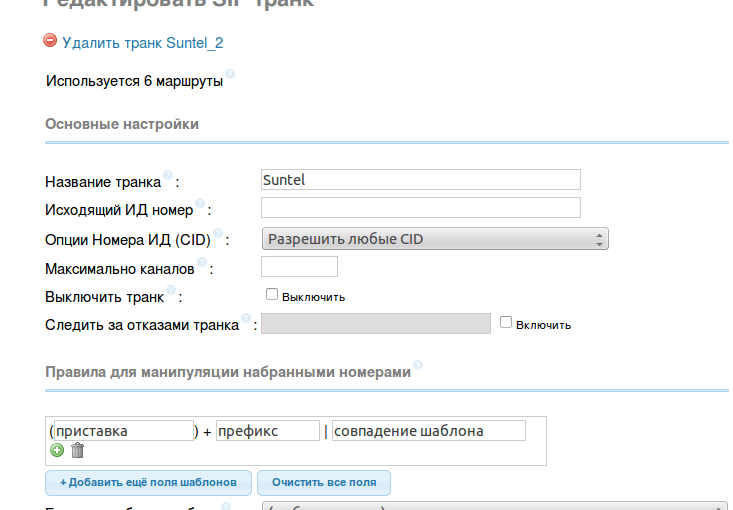 Редактировать SIP Транк
Удалить транк Suntel_2
Используется 6 маршруты
Основные настройки
Название транка : Suntel
Исходящий ИД номер :
Опции Номера ИД (CID) : Разрешить любые CID
Максимально каналов :
Выключить транк : Выключить
Следить за отказами транка : Включить
Правила для манипуляции набранными номерами
(приставка) + префикс | совпадение шаблона
+ Добавить ещё поля шаблонов Очистить все поля